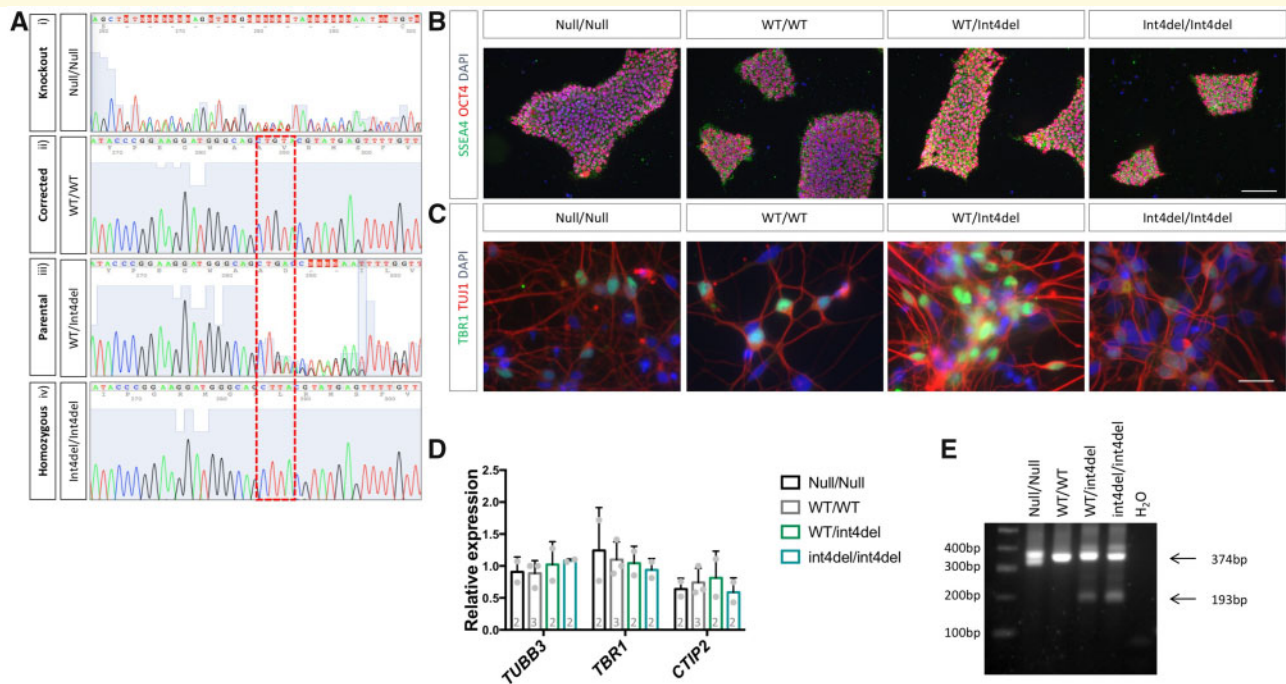 A
i)
Knockout
Null/Null
ii)
Corrected
WT/WT
ATACCCGGAAGGATGGGCAGCTGTACGTATGAGTTTTGTT
iii)
Parental
WT/Int4del
iv)
Homozygous
Int4del/Int4del
ATACCCGGAAGGATGGGCAGCTTACGTATGAGTTTTGTT
B
Null/Null WT/WT WT/Int4del Int4del/Int4del
SSEA4 OCT4 DAPI
C
Null/Null WT/WT WT/Int4del Int4del/Int4del
TBR1 TUJ1 DAPI
D
Relative expression
2.5
2.0
1.5
1.0
0.5
0.0
2 3 2 2 2 3 2 2 2 3 2 2
TUBB3 TBR1 CTIP2
Null/Null
WT/WT
WT/int4del
int4del/int4del
E
Null/Null
WT/WT
WT/int4del
int4del/int4del
H₂O
400bp
300bp
200bp
100bp
374bp
193bp